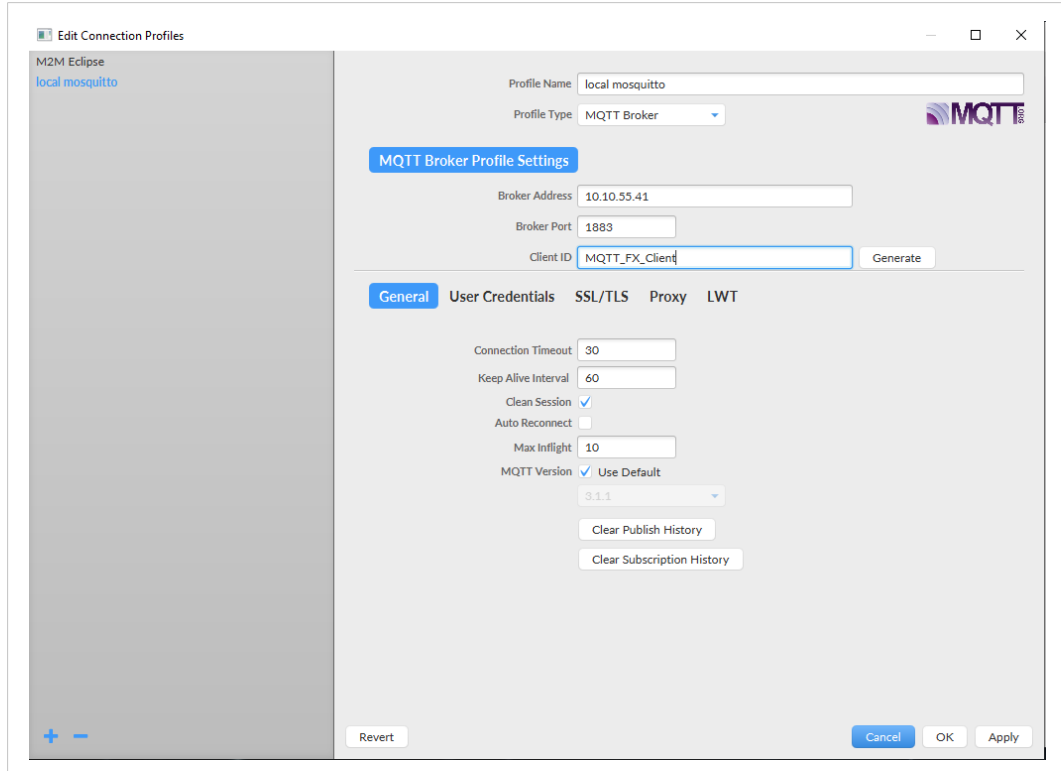 Edit Connection Profiles
M2M Eclipse
local mosquitto
Profile Name local mosquitto
Profile Type MQTT Broker
MQTT.ORG
MQTT Broker Profile Settings
Broker Address 10.10.55.41
Broker Port 1883
Client ID MQTT_FX_Client Generate
General User Credentials SSL/TLS Proxy LWT
Connection Timeout 30
Keep Alive Interval 60
Clean Session
Auto Reconnect
Max Inflight 10
MQTT Version Use Default
3.1.1
Clear Publish History
Clear Subscription History
Revert Cancel OK Apply